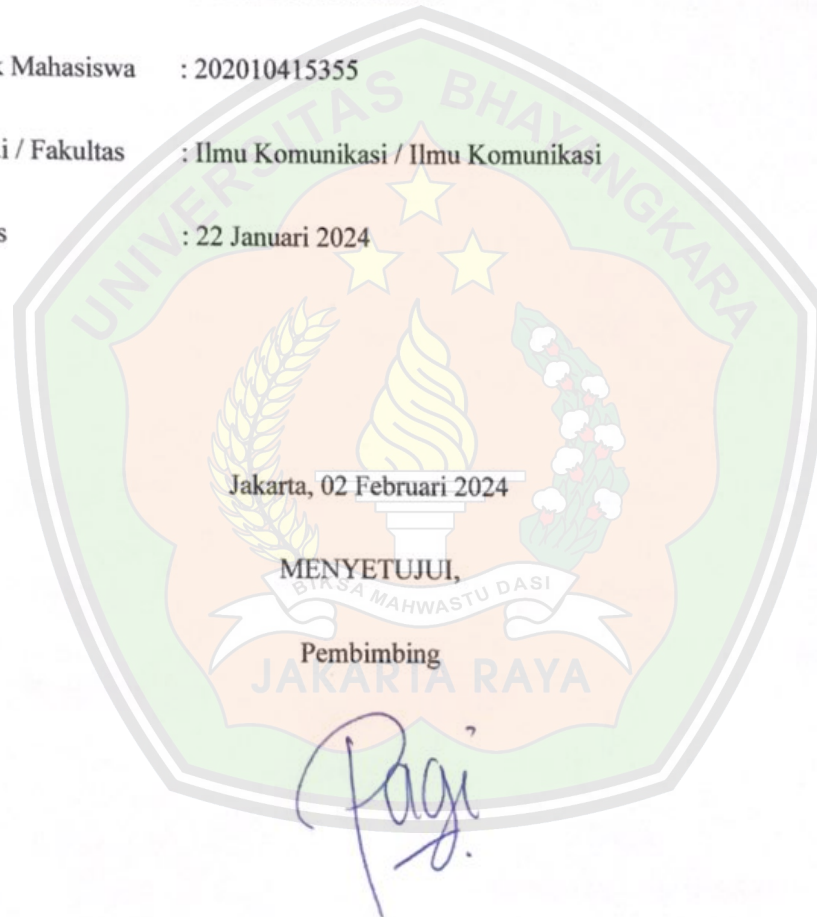 k Mahasiswa : 202010415355
i / Fakultas : Ilmu Komunikasi / Ilmu Komunikasi
s : 22 Januari 2024
UNIVERSITAS BHAYANGKARA
Jakarta, 02 Februari 2024
MENYETUJUI,
BIKSA MAHWASTU DASI
Pembimbing
JAKARTA RAYA